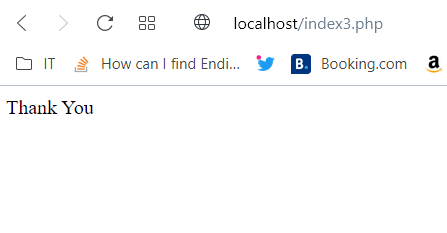 localhost/index3.php
IT How can I find Endi... B. Booking.com a
Thank You